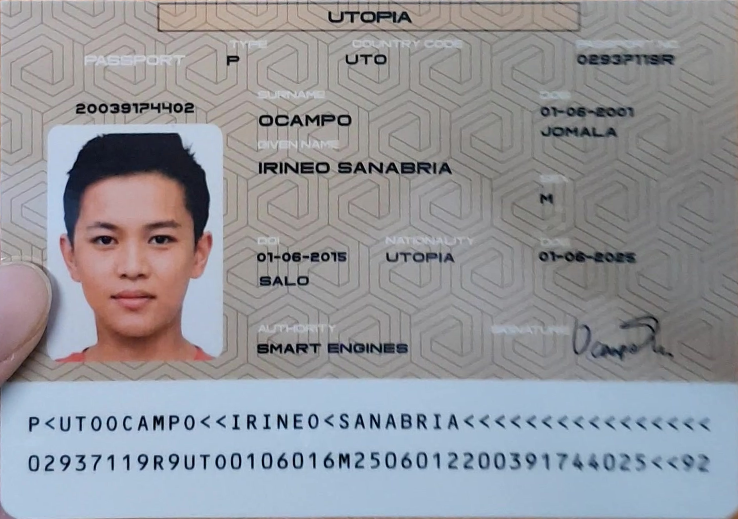 UTOPIA
TYPE COUNTRY CODE PASSPORT NO.
PASSPORT P UTO 02937119R
20039174402
SURNAME DOB
OCAMPO 01-06-2001
JOMALA
GIVEN NAME
IRINEO SANABRIA
SEX
M
DOI NATIONALITY DOE
01-06-2015 UTOPIA 01-06-2025
SALO
AUTHORITY SIGNATURE
SMART ENGINES
P<UTOOCAMPO<<IRINEO<SANABRIA<<<<<<<<<<<<<<<<
02937119R9UTO0106016M2506012200391744025<<92